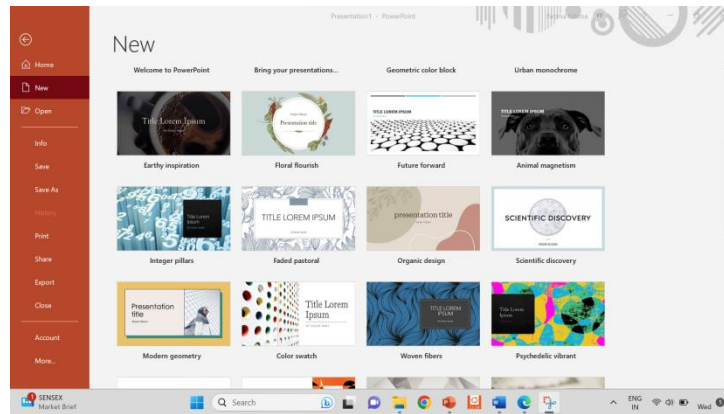 Presentation1 - PowerPoint
New
Home
New
Open
Info
Save
Save As
History
Print
Share
Export
Close
Account
More...
Welcome to PowerPoint
Bring your presentations...
Geometric color block
Urban monochrome
Title Lorem Ipsum
Presentation title
TITLE LOREM IPSUM
TITLE LOREM IPSUM
Earthy inspiration
Floral flourish
Future forward
Animal magnetism
Title Lorem
Ipsum
TITLE LOREM IPSUM
presentation title
SCIENTIFIC DISCOVERY
Integer pillars
Faded pastoral
Organic design
Scientific discovery
Presentation
title
Title Lorem
Ipsum
TITLE LOREM
IPSUM
Title Lorem
Ipsum
Modern geometry
Color swatch
Woven fibers
Psychedelic vibrant
SENSEX
Market Brief
Search
ENG
IN
Wed